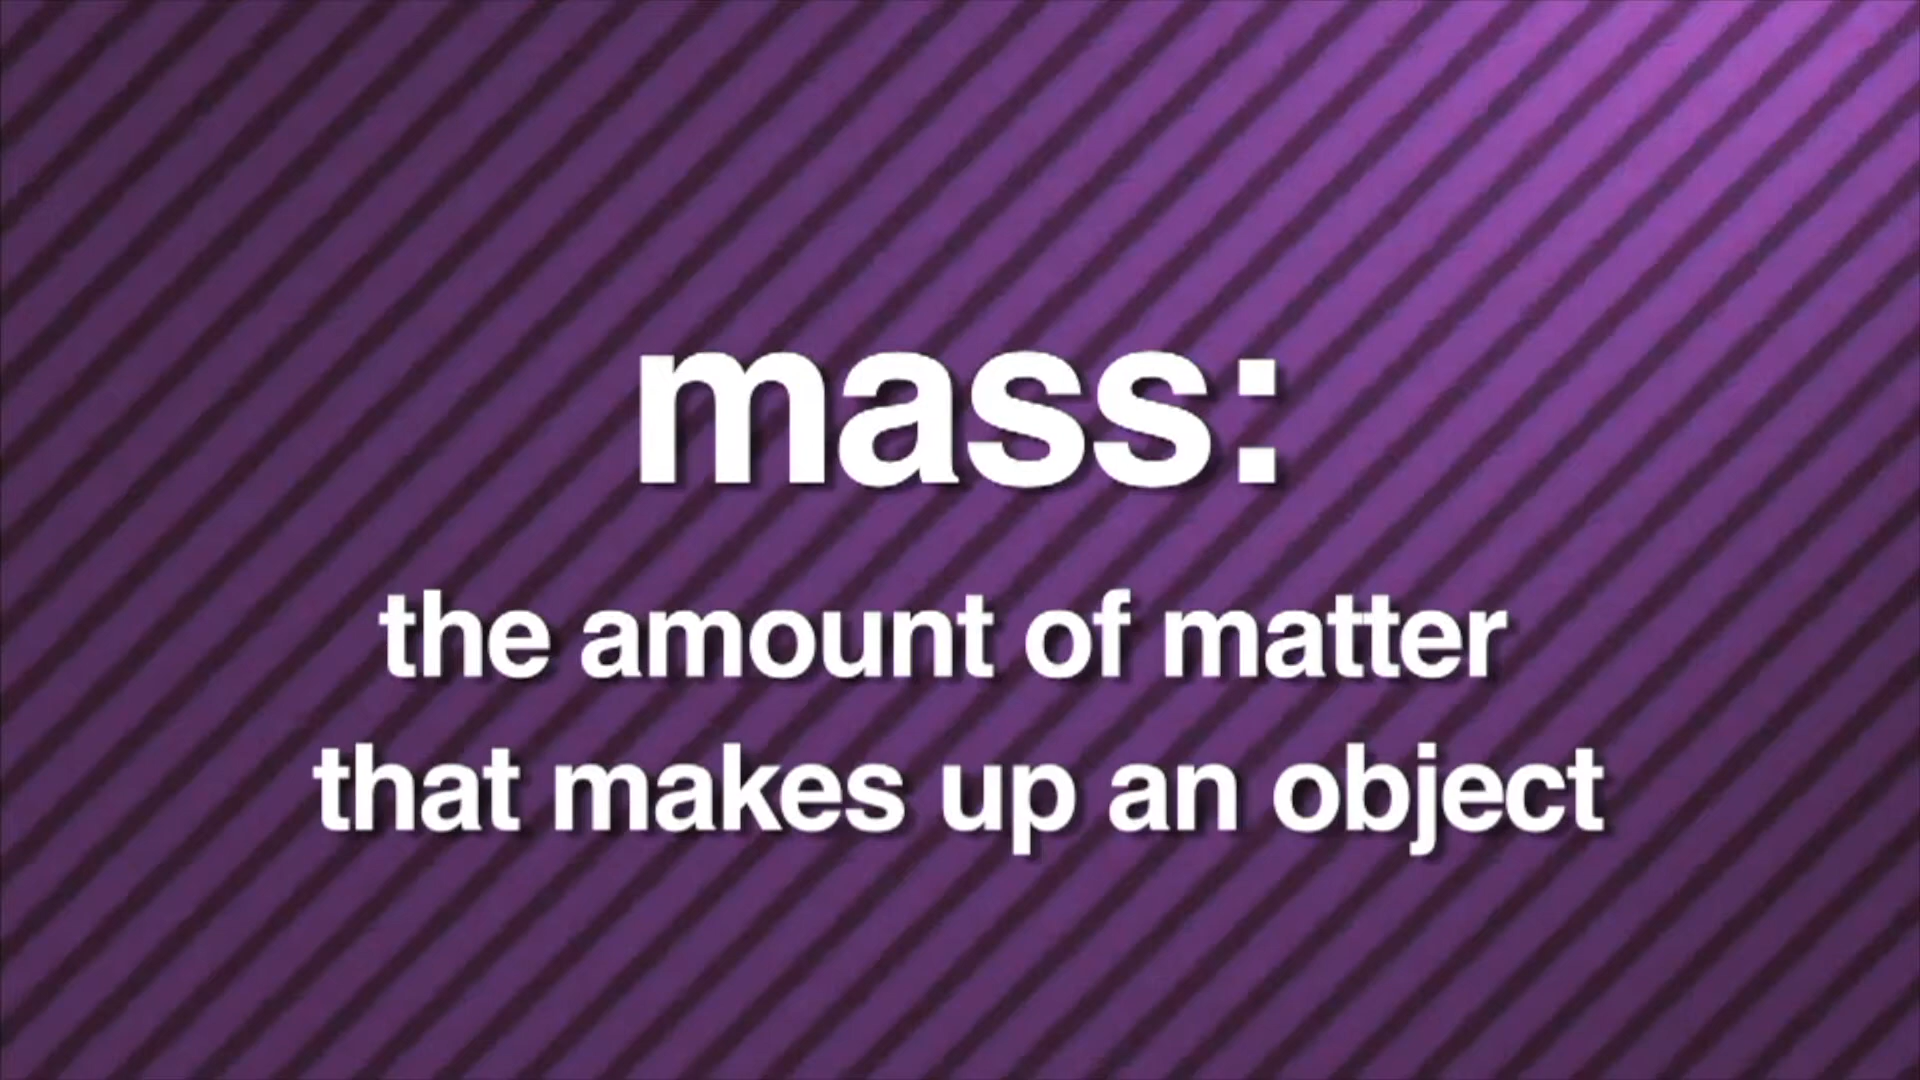 mass:
the amount of matter
that makes up an object